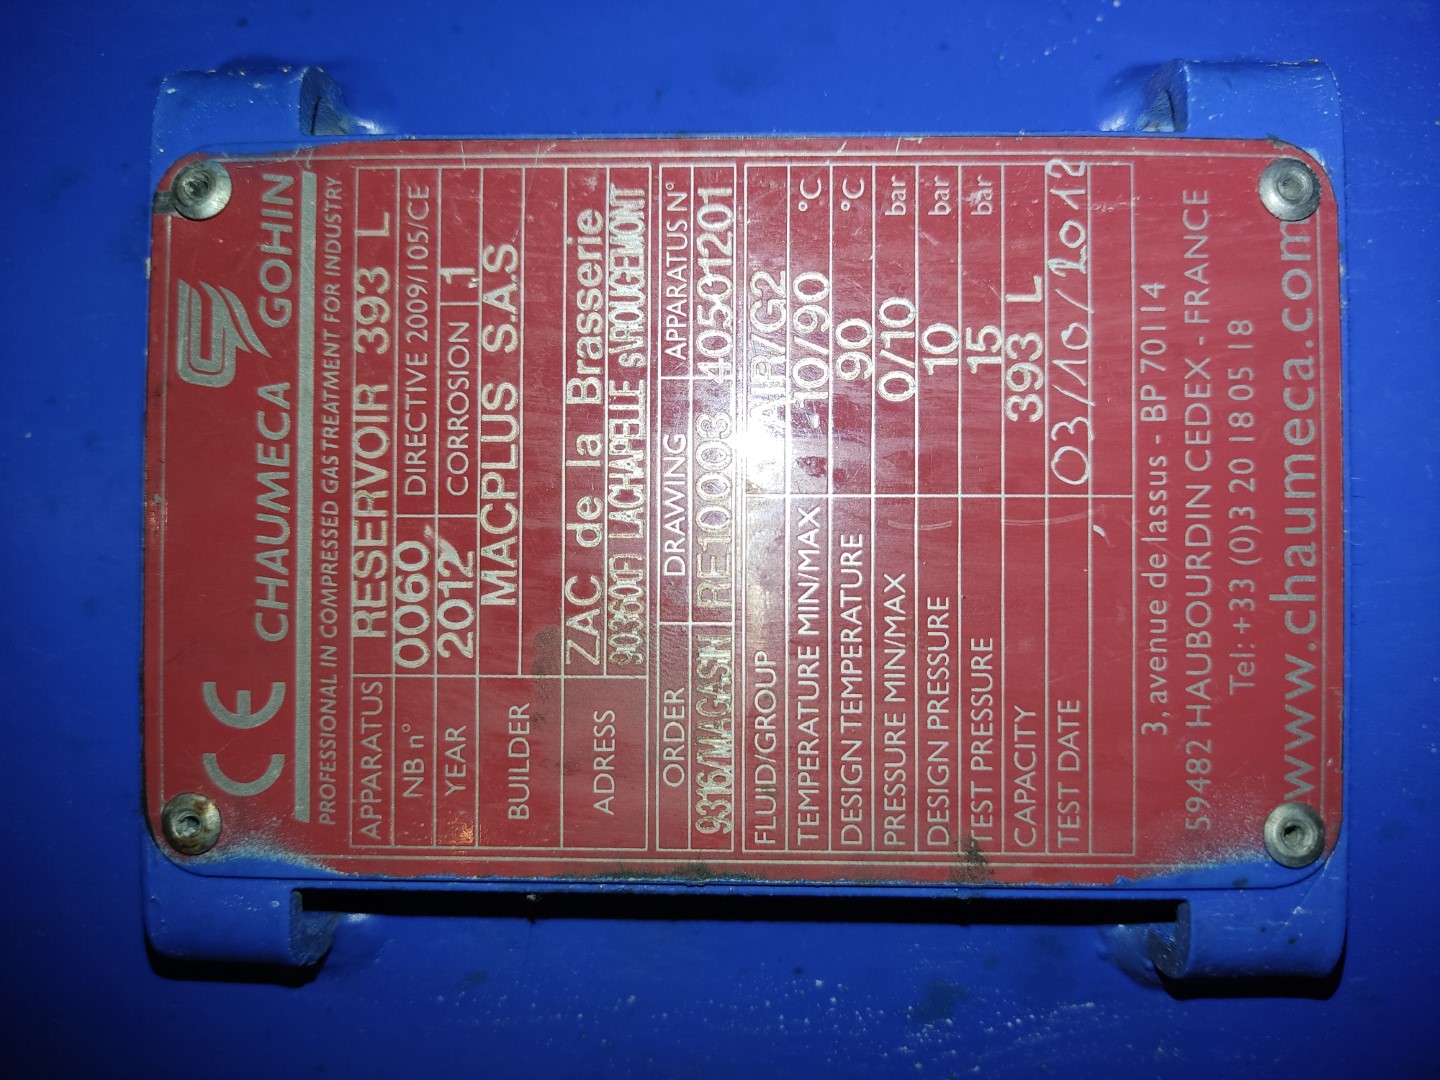 CE CHAUMECA GOHIN
PROFESSIONAL IN COMPRESSED GAS TREATMENT FOR INDUSTRY
APPARATUS RESERVOIR 393 L
NB n° 0060 DIRECTIVE 2009/105/CE
YEAR 2012 CORROSION 1
BUILDER MACPLUS S.A.S
ADRESS ZAC de la Brasserie
LACHAPELLE sVROUGEMONT
ORDER DRAWING APPARATUS N°
9316/MAGASIN RE10003 40501201
FLUID/GROUP AIR/G2
TEMPERATURE MIN/MAX -10/90 °C
DESIGN TEMPERATURE 90 °C
PRESSURE MIN/MAX 0/10 bar
DESIGN PRESSURE 10 bar
TEST PRESSURE 15 bar
CAPACITY 393 L
TEST DATE 03/10/2012
3, avenue de lassus - BP 70114
59482 HAUBOURDIN CEDEX - FRANCE
Tel: +33 (0)3 20 18 05 18
www.chaumeca.com